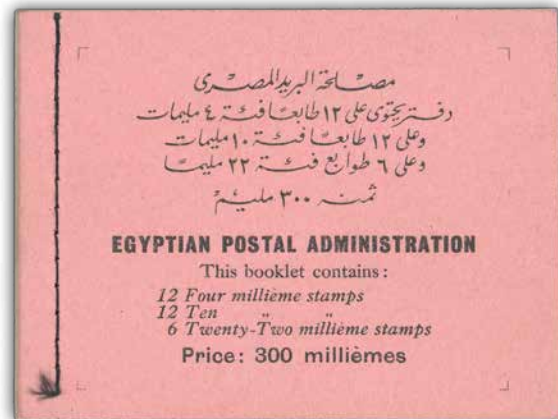 مصلحة البريد المصرى
دفتر يحتوى على ١٢ طابعًا فئة ٤ مليمات
وعلى ١٢ طابعًا فئة ١٠ مليمات
وعلى ٦ طوابع فئة ٢٢ مليمًا
ثمنه ٣٠٠ مليم
EGYPTIAN POSTAL ADMINISTRATION
This booklet contains:
12 Four millième stamps
12 Ten " "
6 Twenty-Two millième stamps
Price: 300 millièmes